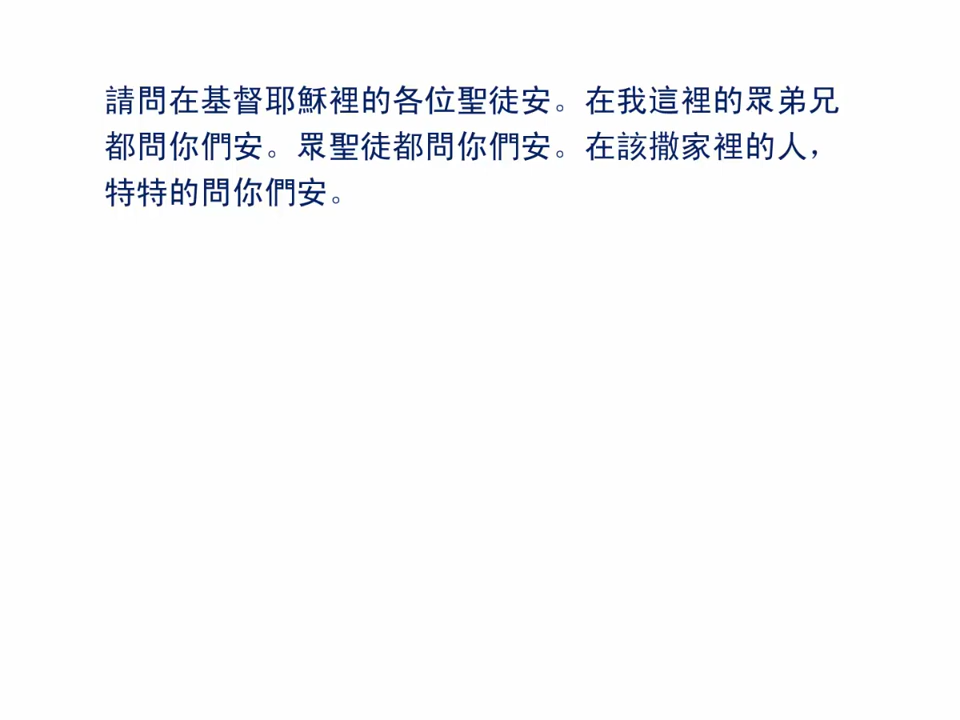 請問在基督耶穌裡的各位聖徒安。在我這裡的眾弟兄
都問你們安。眾聖徒都問你們安。在該撒家裡的人，
特特的問你們安。